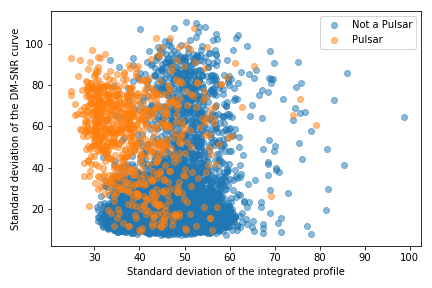 Not a Pulsar
Pulsar
Standard deviation of the DM-SNR curve
100
80
60
40
20
30 40 50 60 70 80 90 100
Standard deviation of the integrated profile